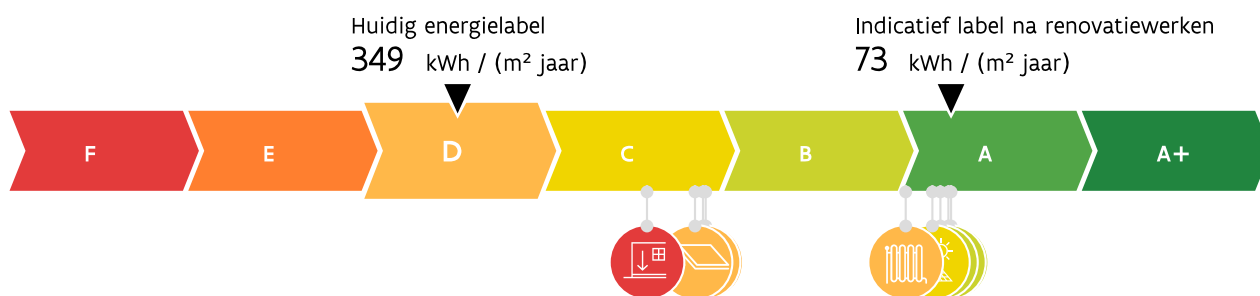 Huidig energielabel
349 kWh / (m² jaar)
Indicatief label na renovatiewerken
73 kWh / (m² jaar)
F E D C B A A+